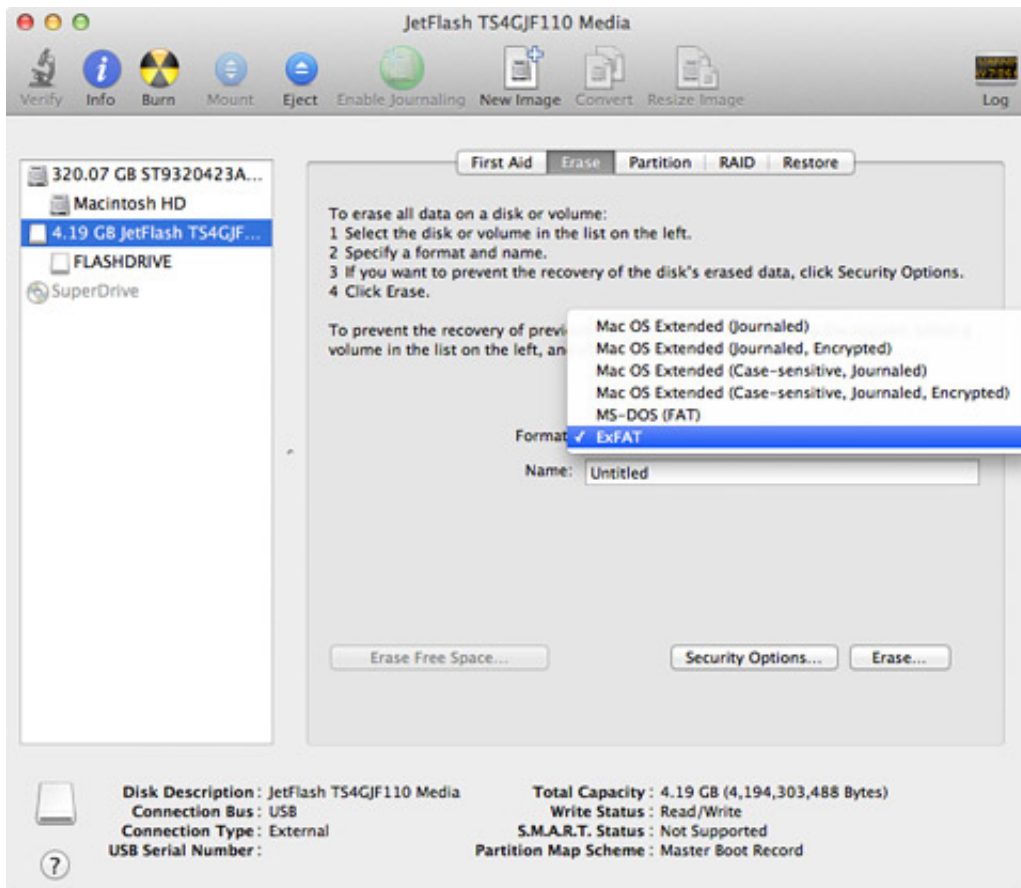 JetFlash TS4GJF110 Media
Verify Info Burn Mount Eject Enable Journaling New Image Convert Resize Image Log
First Aid Erase Partition RAID Restore
320.07 GB ST9320423A...
Macintosh HD
4.19 GB JetFlash TS4GJF...
FLASHDRIVE
SuperDrive
To erase all data on a disk or volume:
1 Select the disk or volume in the list on the left.
2 Specify a format and name.
3 If you want to prevent the recovery of the disk's erased data, click Security Options.
4 Click Erase.
To prevent the recovery of
volume in the list on the left, an
Mac OS Extended (Journaled)
Mac OS Extended (Journaled, Encrypted)
Mac OS Extended (Case-sensitive, Journaled)
Mac OS Extended (Case-sensitive, Journaled, Encrypted)
MS-DOS (FAT)
Format ✓ ExFAT
Name: Untitled
Erase Free Space... Security Options... Erase...
Disk Description : JetFlash TS4GJF110 Media Total Capacity : 4.19 GB (4,194,303,488 Bytes)
Connection Bus : USB Write Status : Read/Write
Connection Type : External S.M.A.R.T. Status : Not Supported
USB Serial Number : Partition Map Scheme : Master Boot Record
?